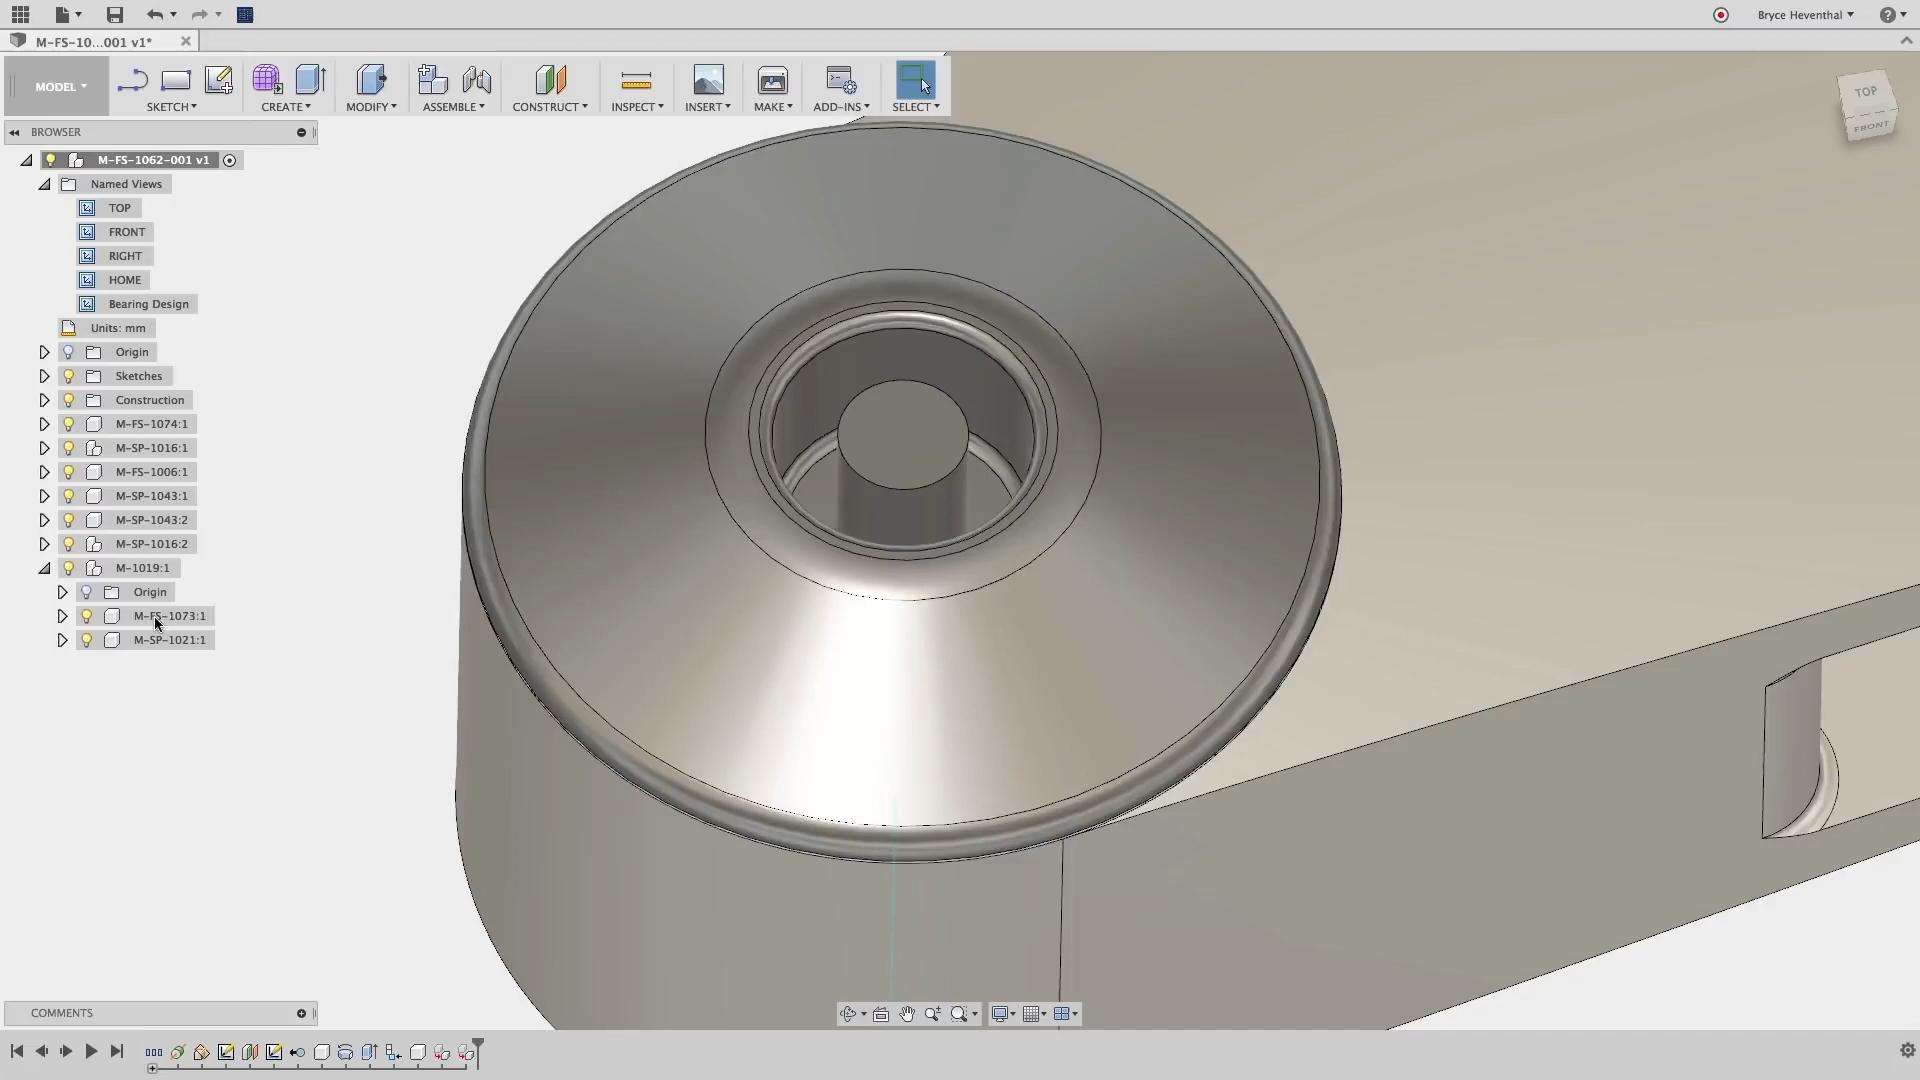 Bryce Heventhal
M-FS-10...001 v1*
MODEL
SKETCH
CREATE
MODIFY
ASSEMBLE
CONSTRUCT
INSPECT
INSERT
MAKE
ADD-INS
SELECT
TOP
FRONT
BROWSER
M-FS-1062-001 v1
Named Views
TOP
FRONT
RIGHT
HOME
Bearing Design
Units: mm
Origin
Sketches
Construction
M-FS-1074:1
M-SP-1016:1
M-FS-1006:1
M-SP-1043:1
M-SP-1043:2
M-SP-1016:2
M-1019:1
Origin
M-FS-1073:1
M-SP-1021:1
COMMENTS